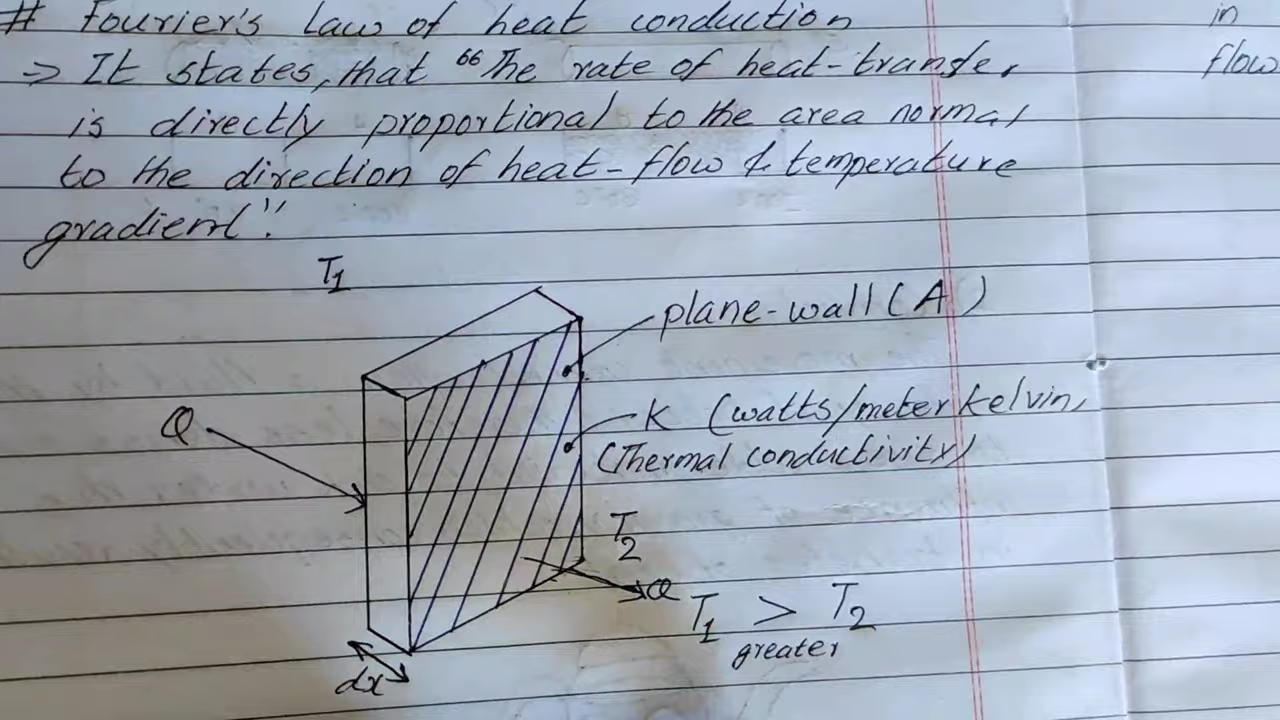 # Fourier's law of heat conduction
⇒ It states, that "The rate of heat-transfer
is directly proportional to the area normal
to the direction of heat-flow & temperature
gradient".
T1
plane-wall (A)
Q
K (watts/meter kelvin)
(Thermal conductivity)
T2
Q
T1 > T2
greater
dx
in
flow